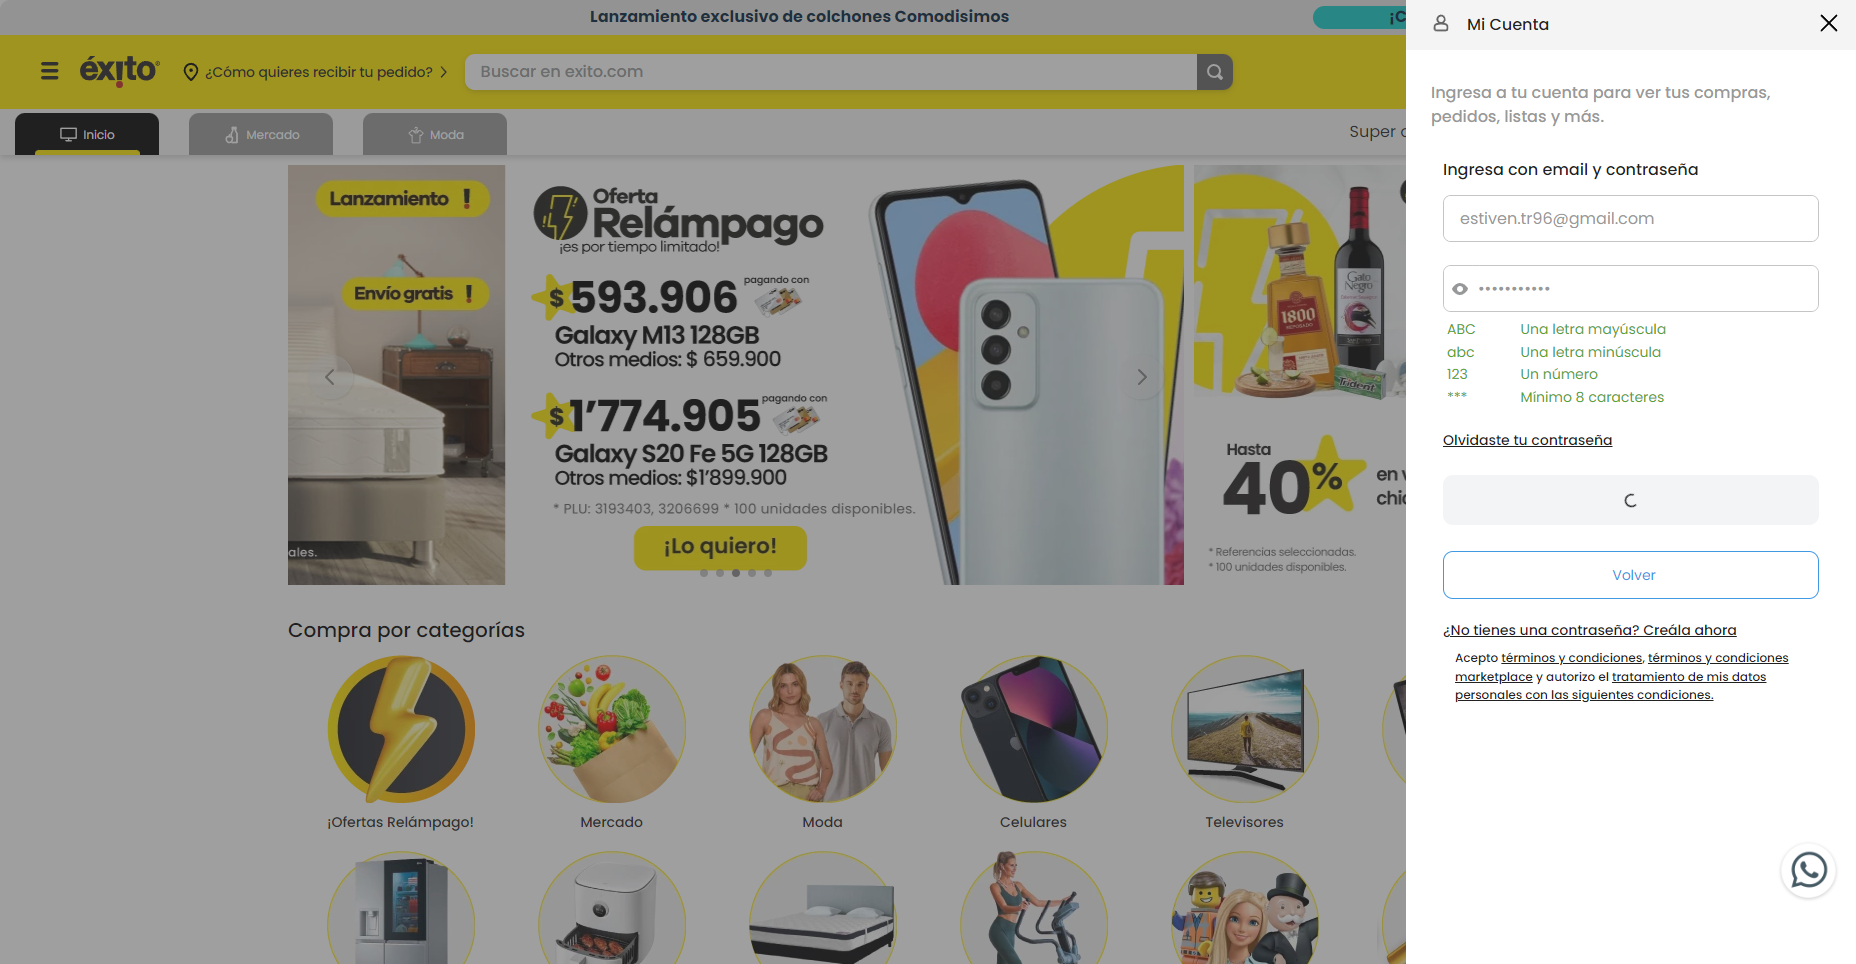 Lanzamiento exclusivo de colchones Comodisimos
éxito
¿Cómo quieres recibir tu pedido?
Buscar en exito.com
Inicio
Mercado
Moda
Super
Lanzamiento !
Envío gratis !
ales.
Oferta
Relámpago
¡es por tiempo limitado!
$593.906 pagando con
Galaxy M13 128GB
Otros medios: $ 659.900
$1'774.905 pagando con
Galaxy S20 Fe 5G 128GB
Otros medios: $1'899.900
* PLU: 3193403, 3206699 * 100 unidades disponibles.
¡Lo quiero!
1800
REPOSADO
Gato
Negro
Trident
Hasta
40%
en v
chic
* Referencias seleccionadas.
* 100 unidades disponibles.
Compra por categorías
¡Ofertas Relámpago!
Mercado
Moda
Celulares
Televisores
Mi Cuenta
Ingresa a tu cuenta para ver tus compras,
pedidos, listas y más.
Ingresa con email y contraseña
estiven.tr96@gmail.com
•••••••••••
ABC Una letra mayúscula
abc Una letra minúscula
123 Un número
*** Mínimo 8 caracteres
Olvidaste tu contraseña
Volver
¿No tienes una contraseña? Creála ahora
Acepto términos y condiciones, términos y condiciones
marketplace y autorizo el tratamiento de mis datos
personales con las siguientes condiciones.